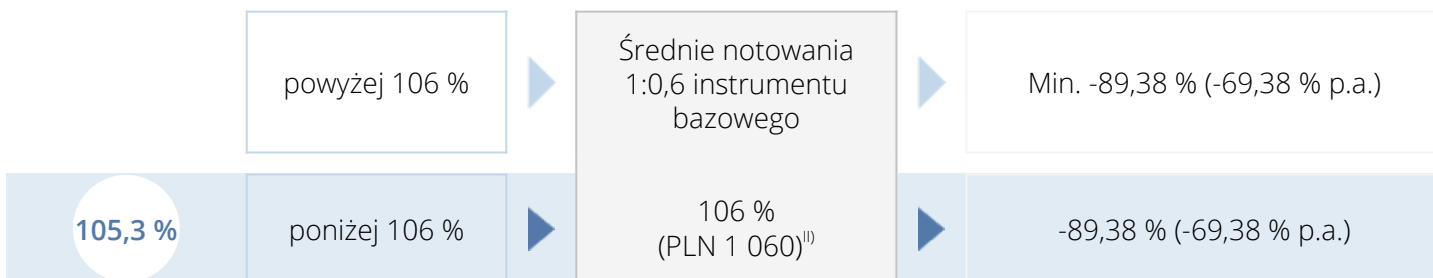 powyżej 106 %
Średnie notowania
1:0,6 instrumentu
bazowego
Min. -89,38 % (-69,38 % p.a.)
105,3 %
poniżej 106 %
106 %
(PLN 1 060)II)
-89,38 % (-69,38 % p.a.)